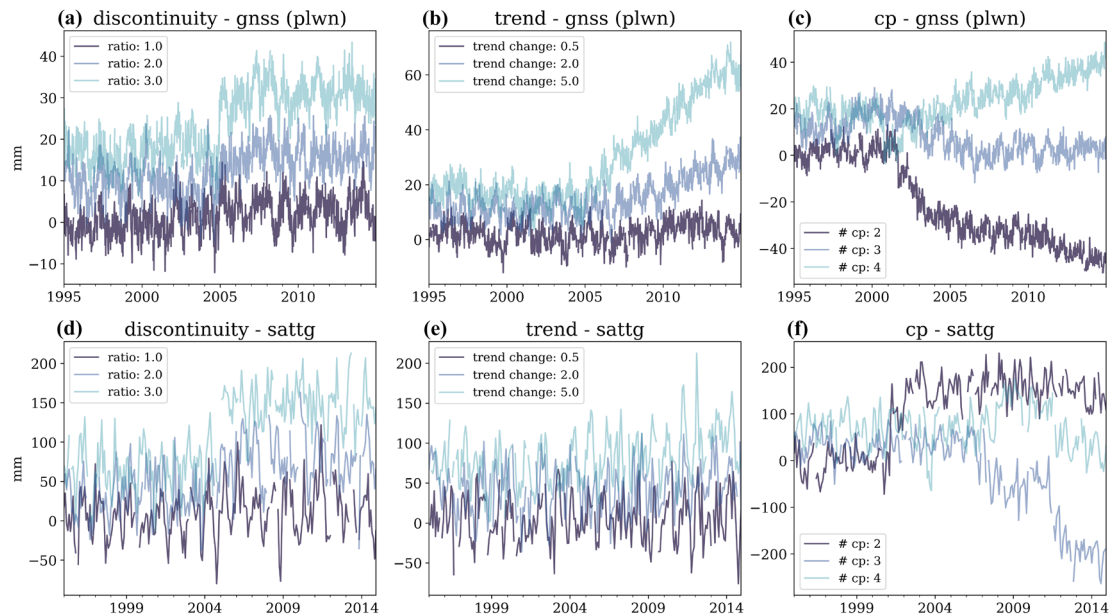 (a) discontinuity - gnss (plwn)
ratio: 1.0
ratio: 2.0
ratio: 3.0
mm
40
30
20
10
0
−10
1995 2000 2005 2010
(b) trend - gnss (plwn)
trend change: 0.5
trend change: 2.0
trend change: 5.0
60
40
20
0
1995 2000 2005 2010
(c) cp - gnss (plwn)
40
20
0
−20
−40
# cp: 2
# cp: 3
# cp: 4
1995 2000 2005 2010
(d) discontinuity - sattg
ratio: 1.0
ratio: 2.0
ratio: 3.0
mm
200
150
100
50
0
−50
1999 2004 2009 2014
(e) trend - sattg
trend change: 0.5
trend change: 2.0
trend change: 5.0
200
150
100
50
0
−50
1999 2004 2009 2014
(f) cp - sattg
200
100
0
−100
−200
# cp: 2
# cp: 3
# cp: 4
1999 2004 2009 2014